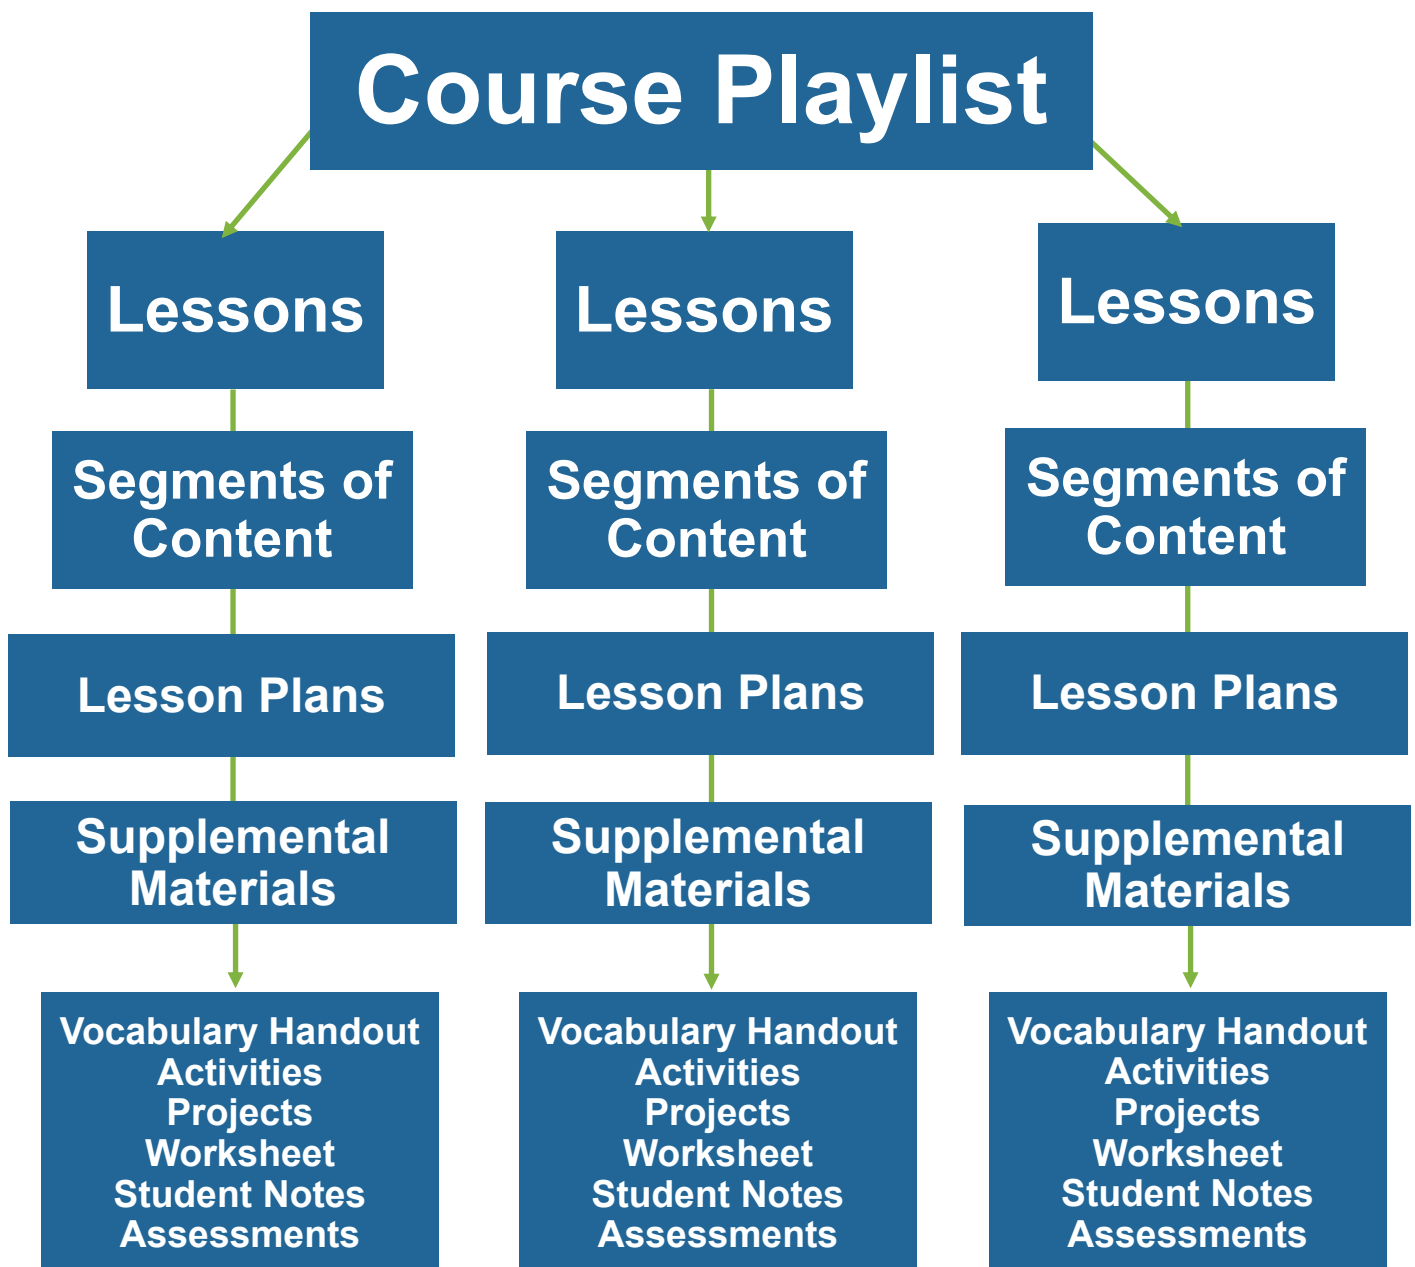 Course Playlist
Lessons
Lessons
Lessons
Segments of
Content
Segments of
Content
Segments of
Content
Lesson Plans
Lesson Plans
Lesson Plans
Supplemental
Materials
Supplemental
Materials
Supplemental
Materials
Vocabulary Handout
Activities
Projects
Worksheet
Student Notes
Assessments
Vocabulary Handout
Activities
Projects
Worksheet
Student Notes
Assessments
Vocabulary Handout
Activities
Projects
Worksheet
Student Notes
Assessments